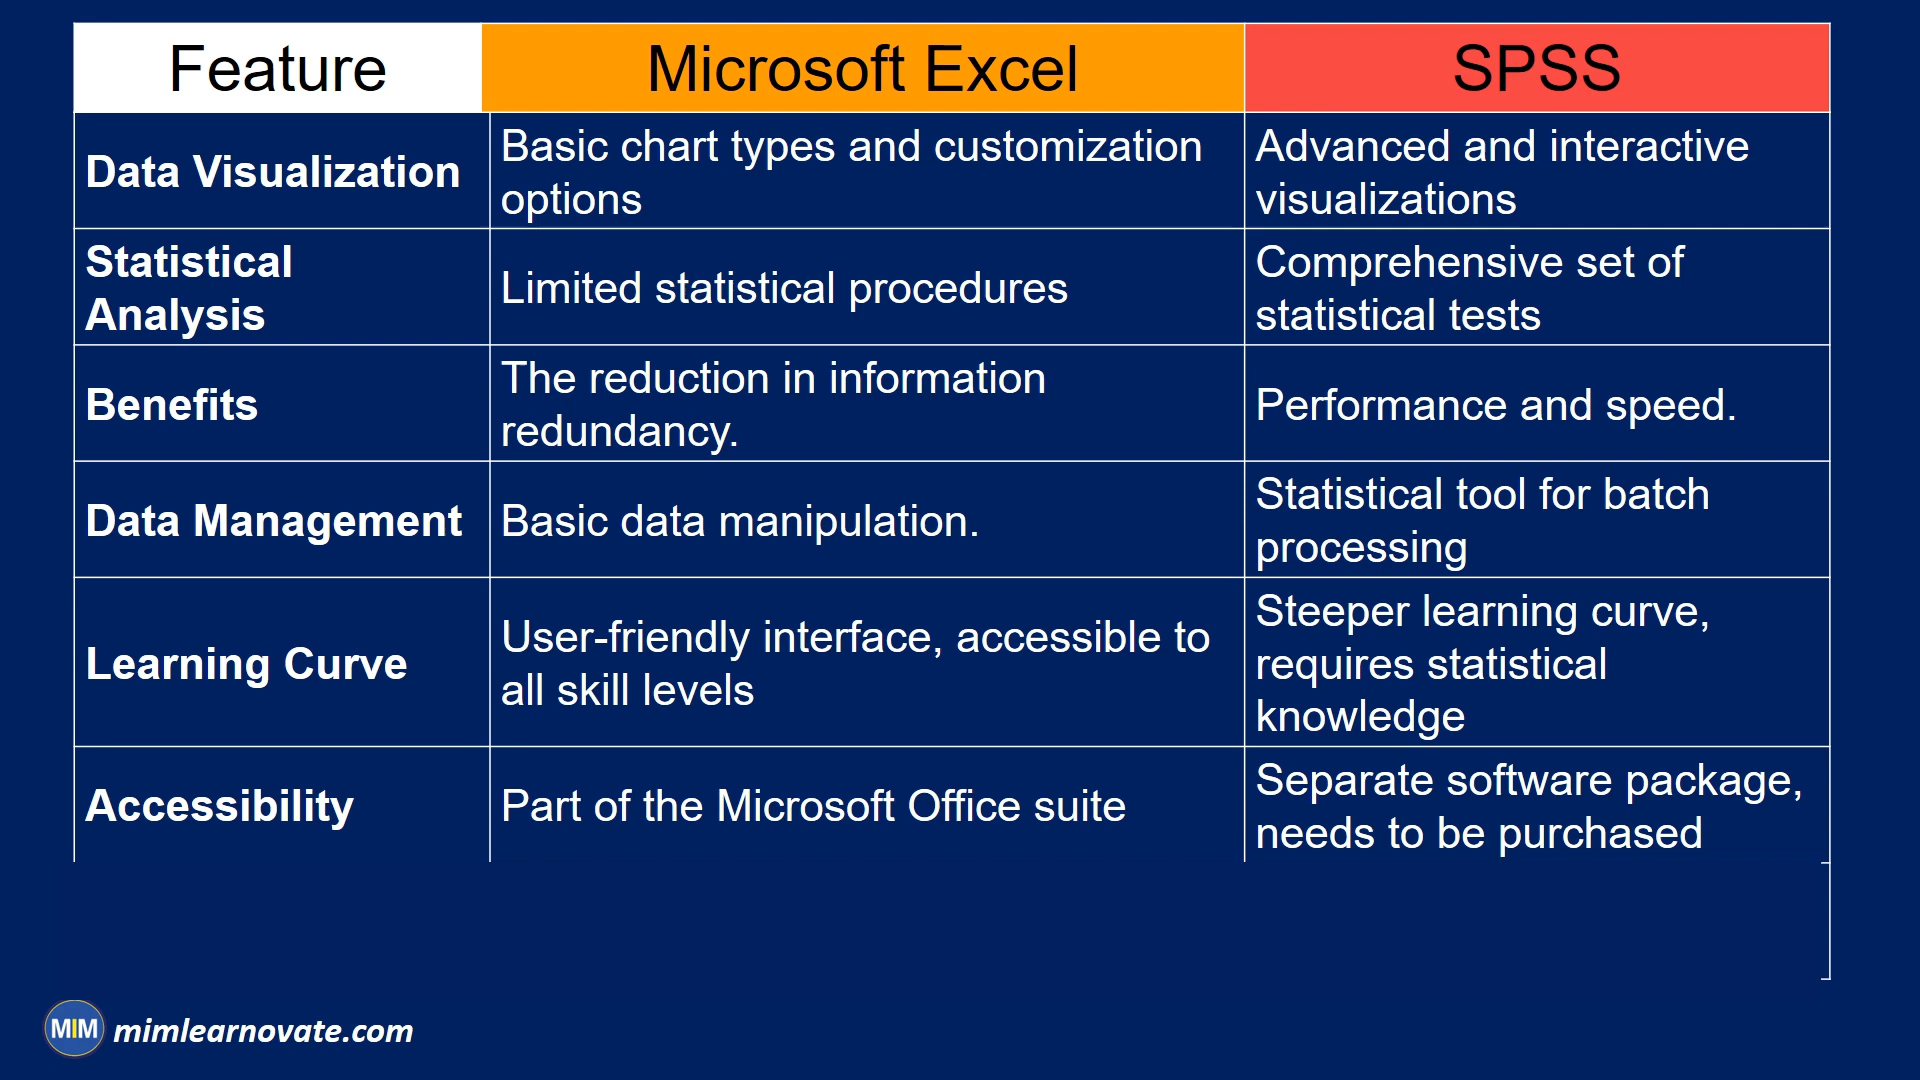 Feature Microsoft Excel SPSS
Data Visualization
Basic chart types and customization
options
Advanced and interactive
visualizations
Statistical
Analysis
Limited statistical procedures
Comprehensive set of
statistical tests
Benefits
The reduction in information
redundancy.
Performance and speed.
Data Management
Basic data manipulation.
Statistical tool for batch
processing
Learning Curve
User-friendly interface, accessible to
all skill levels
Steeper learning curve,
requires statistical
knowledge
Accessibility
Part of the Microsoft Office suite
Separate software package,
needs to be purchased
MIM mimlearnovate.com